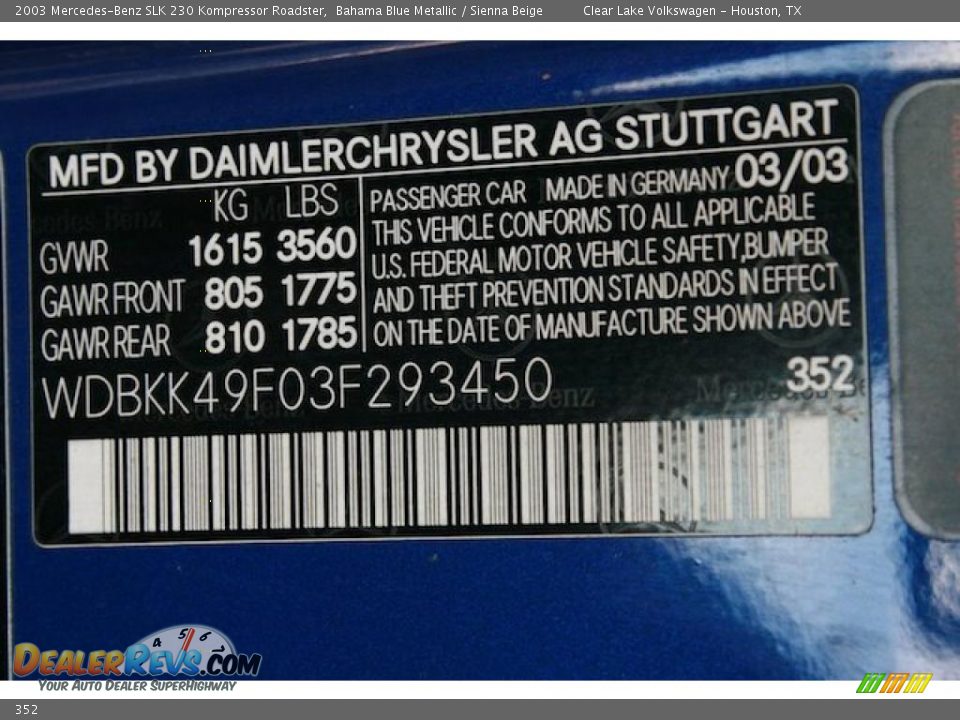 2003 Mercedes-Benz SLK 230 Kompressor Roadster, Bahama Blue Metallic / Sienna Beige Clear Lake Volkswagen - Houston, TX
MFD BY DAIMLERCHRYSLER AG STUTTGART
KG LBS
GVWR 1615 3560
GAWR FRONT 805 1775
GAWR REAR 810 1785
PASSENGER CAR MADE IN GERMANY 03/03
THIS VEHICLE CONFORMS TO ALL APPLICABLE
U.S. FEDERAL MOTOR VEHICLE SAFETY, BUMPER
AND THEFT PREVENTION STANDARDS IN EFFECT
ON THE DATE OF MANUFACTURE SHOWN ABOVE
WDBKK49F03F293450 352
4 5 6
DEALERREVS.COM
YOUR AUTO DEALER SUPERHIGHWAY
352